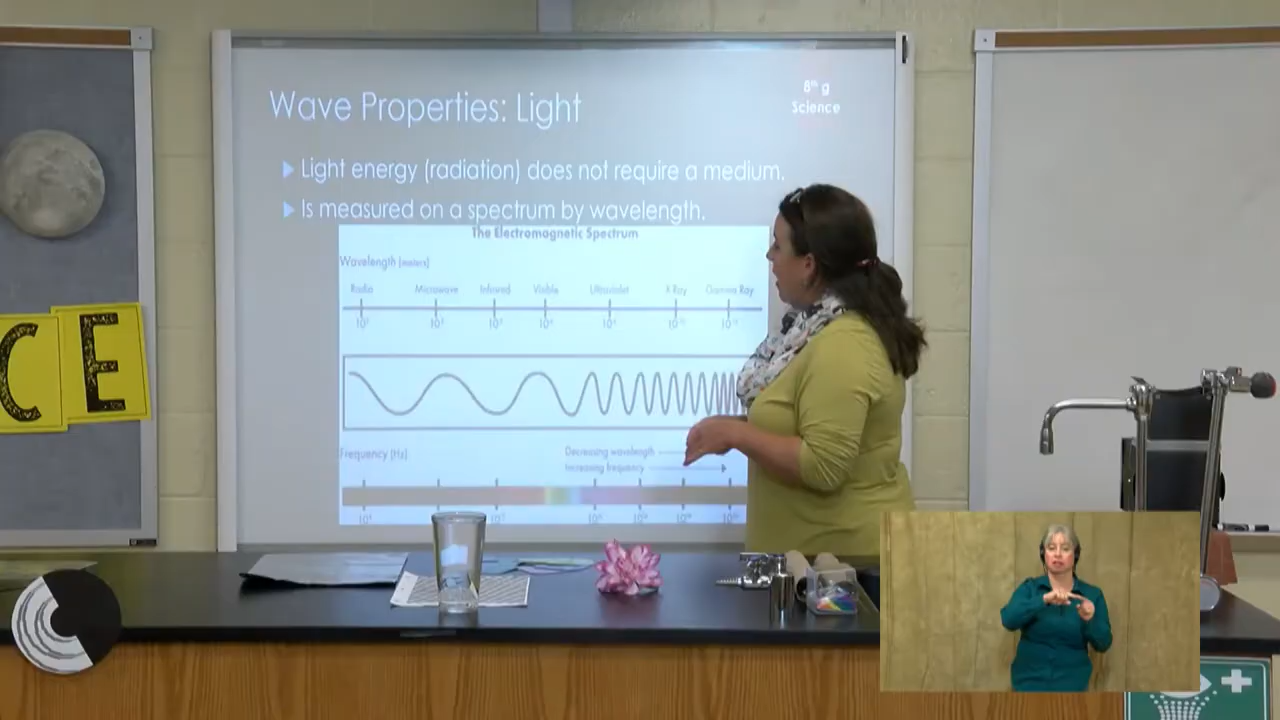 Wave Properties: Light
8th g
Science
Light energy (radiation) does not require a medium.
Is measured on a spectrum by wavelength.
The Electromagnetic Spectrum
Wavelength (meters)
Radio Microwave Infrared Visible Ultraviolet X Ray Gamma Ray
Frequency (Hz)
Decreasing wavelength
Increasing frequency
C E